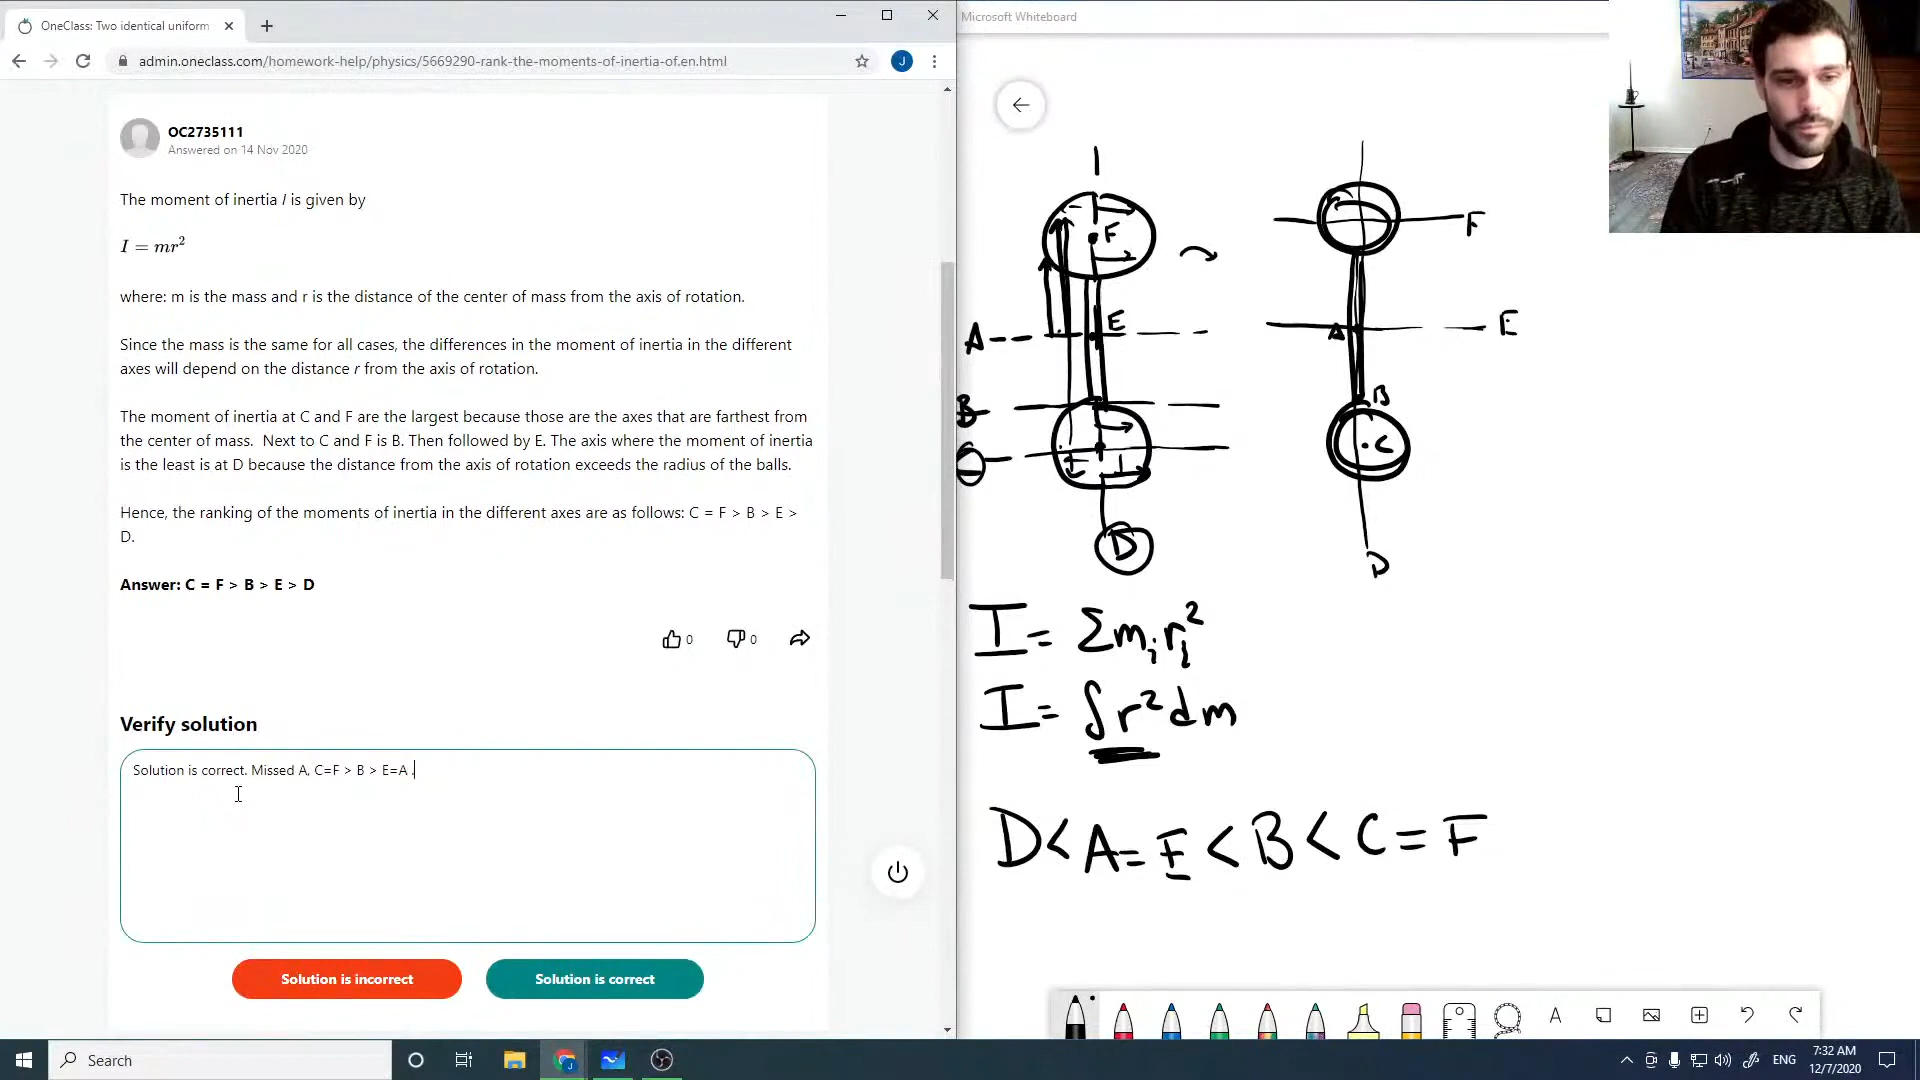 OneClass: Two identical uniform
Microsoft Whiteboard
admin.oneclass.com/homework-help/physics/5669290-rank-the-moments-of-inertia-of.en.html
J
OC2735111
Answered on 14 Nov 2020
The moment of inertia I is given by
I = mr²
where: m is the mass and r is the distance of the center of mass from the axis of rotation.
Since the mass is the same for all cases, the differences in the moment of inertia in the different
axes will depend on the distance r from the axis of rotation.
The moment of inertia at C and F are the largest because those are the axes that are farthest from
the center of mass. Next to C and F is B. Then followed by E. The axis where the moment of inertia
is the least is at D because the distance from the axis of rotation exceeds the radius of the balls.
Hence, the ranking of the moments of inertia in the different axes are as follows: C = F > B > E >
D.
Answer: C = F > B > E > D
0
0
Verify solution
Solution is correct. Missed A, C=F > B > E=A .
Solution is incorrect
Solution is correct
F
E
A
B
D
F
E
A
B
C
D
I = Σmᵢrᵢ²
I = ∫r²dm
D < A = E < B < C = F
A
Search
ENG
7:32 AM
12/7/2020